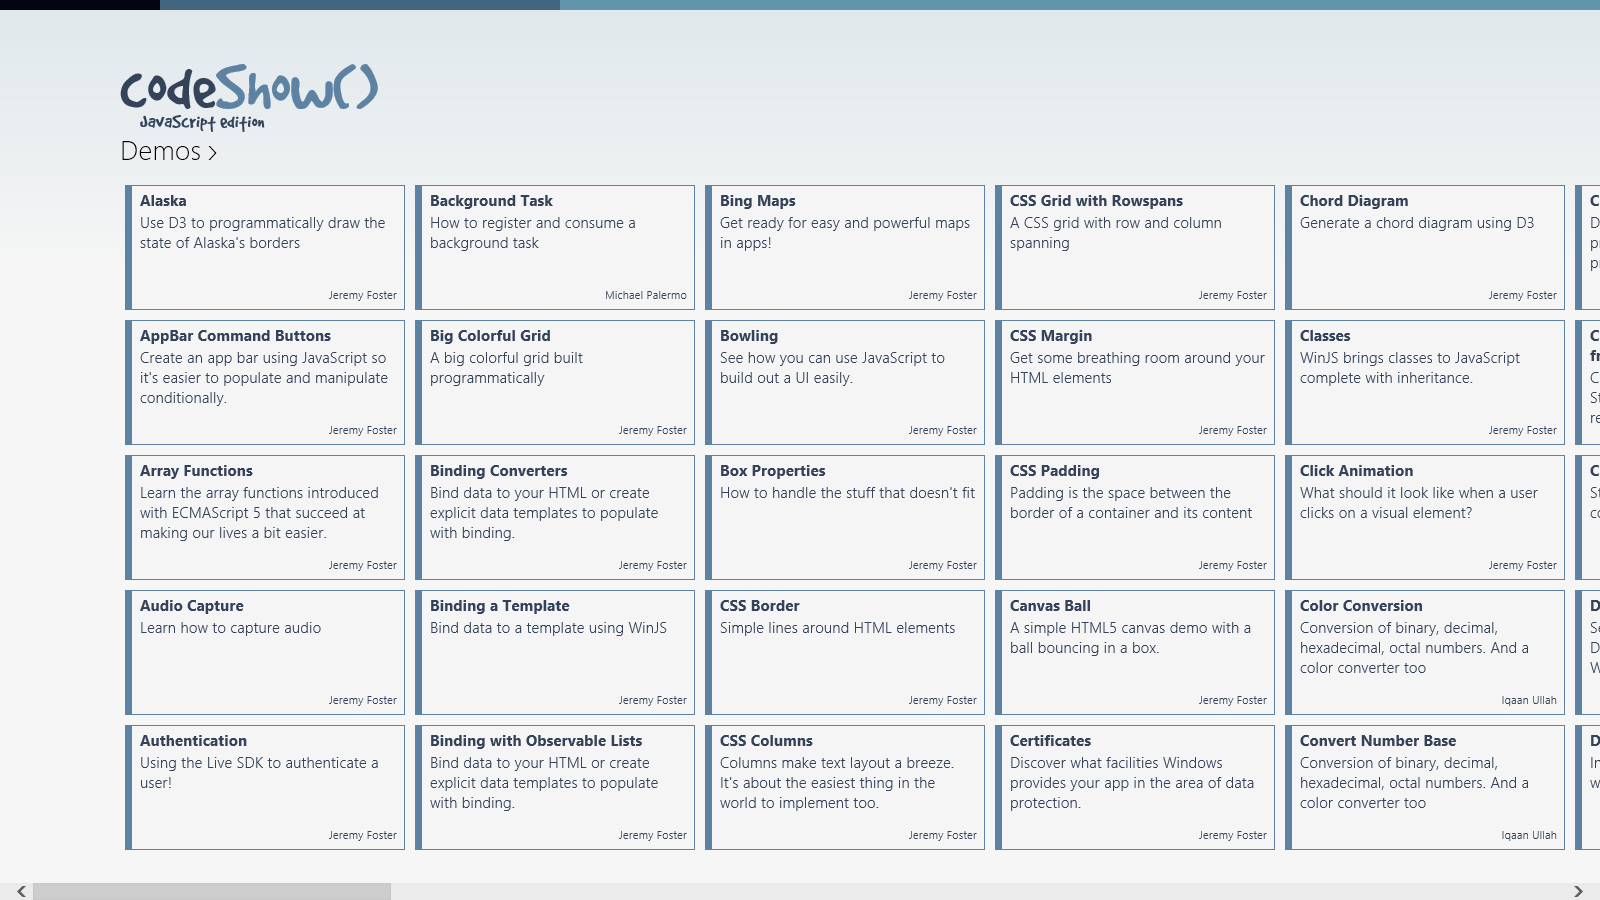 codeShow()
JavaScript edition
Demos
Alaska
Use D3 to programmatically draw the
state of Alaska's borders
Jeremy Foster
AppBar Command Buttons
Create an app bar using JavaScript so
it's easier to populate and manipulate
conditionally.
Jeremy Foster
Array Functions
Learn the array functions introduced
with ECMAScript 5 that succeed at
making our lives a bit easier.
Jeremy Foster
Audio Capture
Learn how to capture audio
Jeremy Foster
Authentication
Using the Live SDK to authenticate a
user!
Jeremy Foster
Background Task
How to register and consume a
background task
Michael Palermo
Big Colorful Grid
A big colorful grid built
programmatically
Jeremy Foster
Binding Converters
Bind data to your HTML or create
explicit data templates to populate
with binding.
Jeremy Foster
Binding a Template
Bind data to a template using WinJS
Jeremy Foster
Binding with Observable Lists
Bind data to your HTML or create
explicit data templates to populate
with binding.
Jeremy Foster
Bing Maps
Get ready for easy and powerful maps
in apps!
Jeremy Foster
Bowling
See how you can use JavaScript to
build out a UI easily.
Jeremy Foster
Box Properties
How to handle the stuff that doesn't fit
Jeremy Foster
CSS Border
Simple lines around HTML elements
Jeremy Foster
CSS Columns
Columns make text layout a breeze.
It's about the easiest thing in the
world to implement too.
Jeremy Foster
CSS Grid with Rowspans
A CSS grid with row and column
spanning
Jeremy Foster
CSS Margin
Get some breathing room around your
HTML elements
Jeremy Foster
CSS Padding
Padding is the space between the
border of a container and its content
Jeremy Foster
Canvas Ball
A simple HTML5 canvas demo with a
ball bouncing in a box.
Jeremy Foster
Certificates
Discover what facilities Windows
provides your app in the area of data
protection.
Jeremy Foster
Chord Diagram
Generate a chord diagram using D3
Jeremy Foster
Classes
WinJS brings classes to JavaScript
complete with inheritance.
Jeremy Foster
Click Animation
What should it look like when a user
clicks on a visual element?
Jeremy Foster
Color Conversion
Conversion of binary, decimal,
hexadecimal, octal numbers. And a
color converter too
Iqaan Ullah
Convert Number Base
Conversion of binary, decimal,
hexadecimal, octal numbers. And a
color converter too
Iqaan Ullah